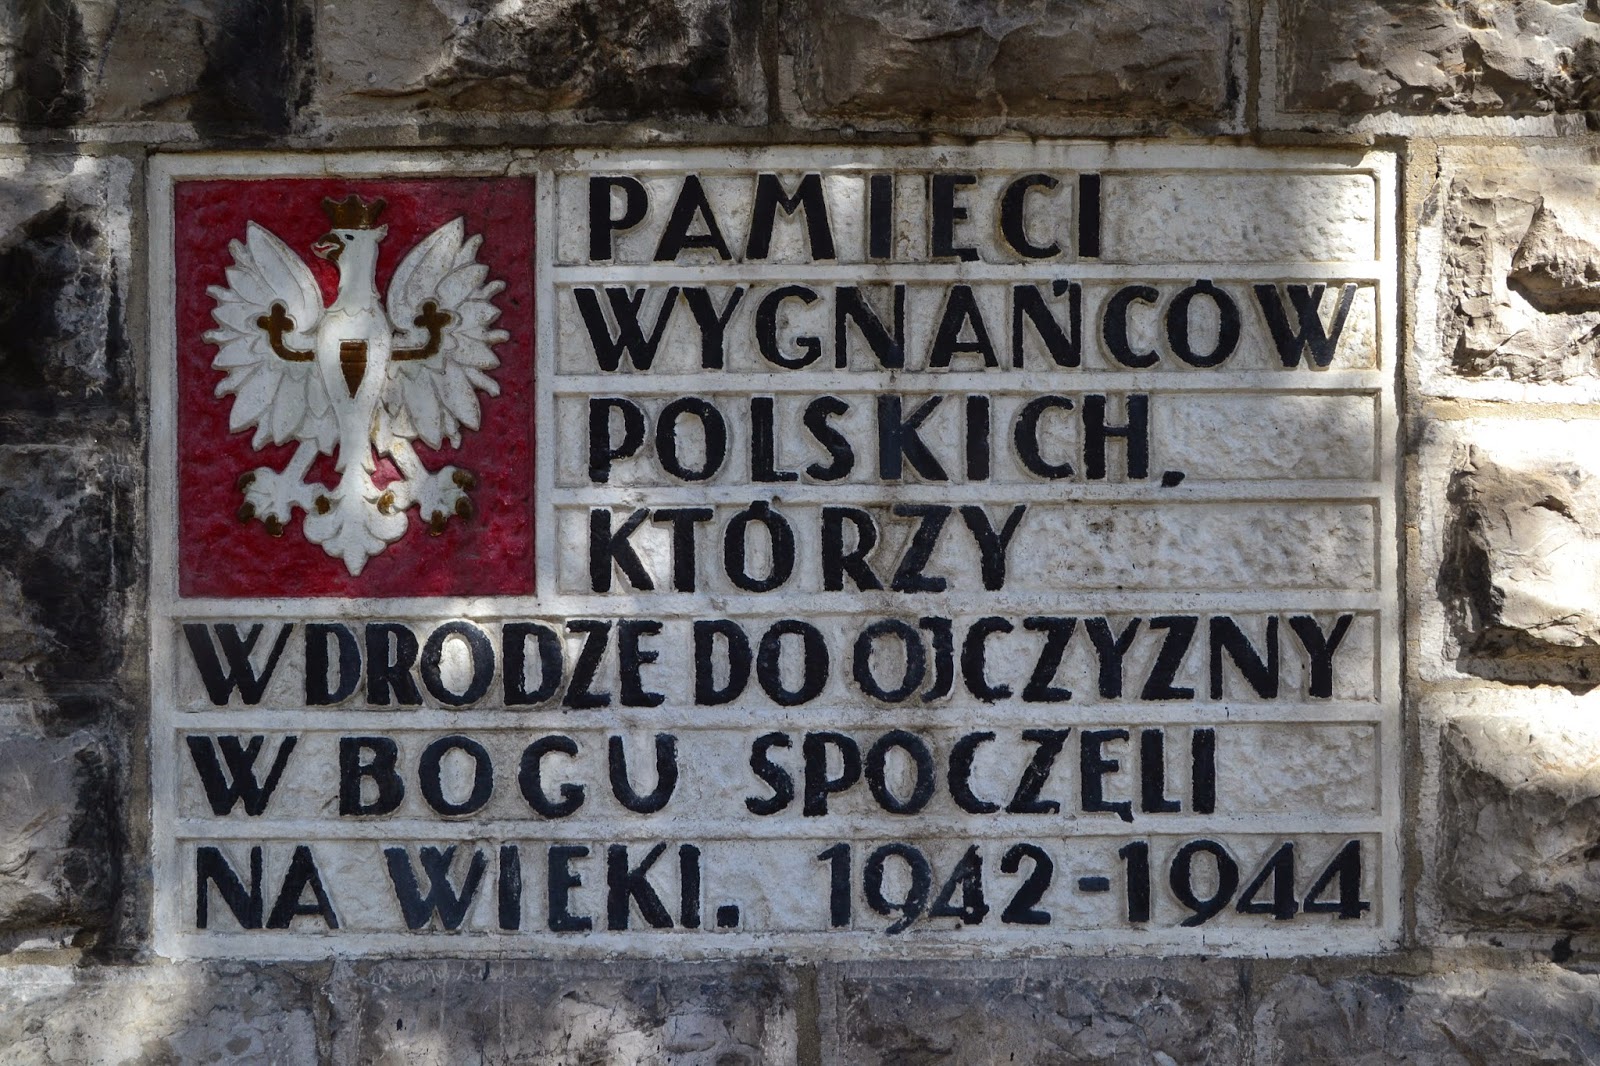 PAMIĘCI
WYGNAŃCÓW
POLSKICH,
KTÓRZY
W DRODZE DO OJCZYZNY
W BOGU SPOCZĘLI
NA WIEKI. 1942-1944